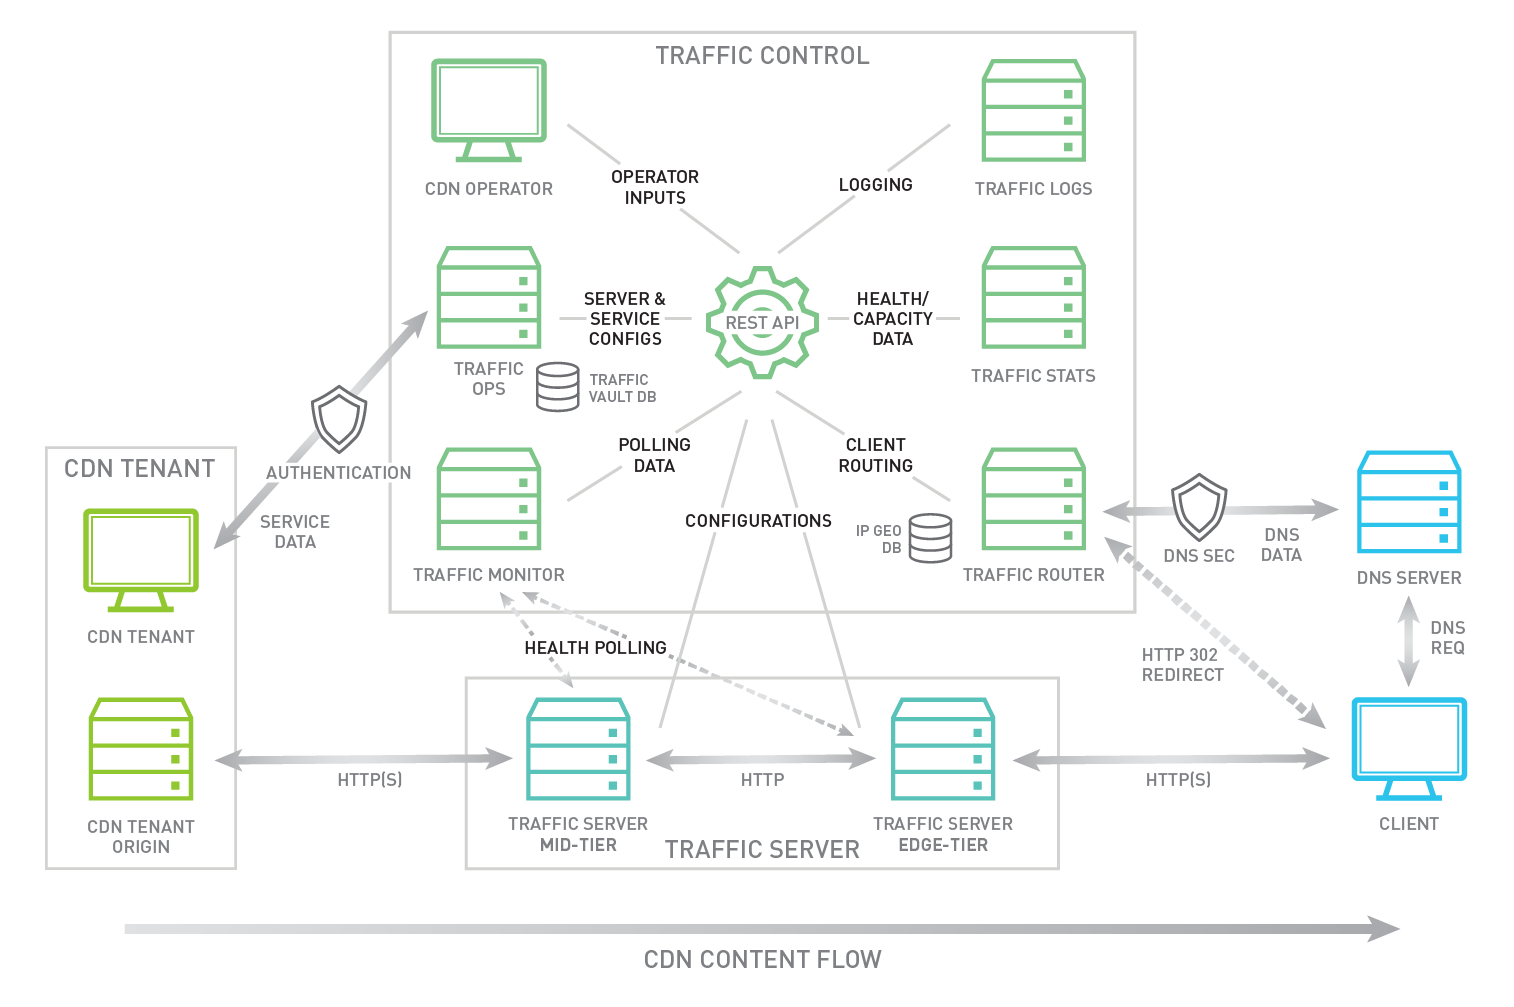 TRAFFIC CONTROL
CDN OPERATOR
OPERATOR
INPUTS
LOGGING
TRAFFIC LOGS
SERVER &
SERVICE
CONFIGS
REST API
HEALTH/
CAPACITY
DATA
TRAFFIC
OPS
TRAFFIC
VAULT DB
TRAFFIC STATS
POLLING
DATA
CLIENT
ROUTING
CDN TENANT
AUTHENTICATION
SERVICE
DATA
CONFIGURATIONS
IP GEO
DB
TRAFFIC MONITOR
TRAFFIC ROUTER
DNS SEC
DNS
DATA
DNS SERVER
CDN TENANT
HEALTH POLLING
HTTP 302
REDIRECT
DNS
REQ
HTTP(S)
HTTP
HTTP(S)
CDN TENANT
ORIGIN
TRAFFIC SERVER
MID-TIER
TRAFFIC SERVER
TRAFFIC SERVER
EDGE-TIER
CLIENT
CDN CONTENT FLOW